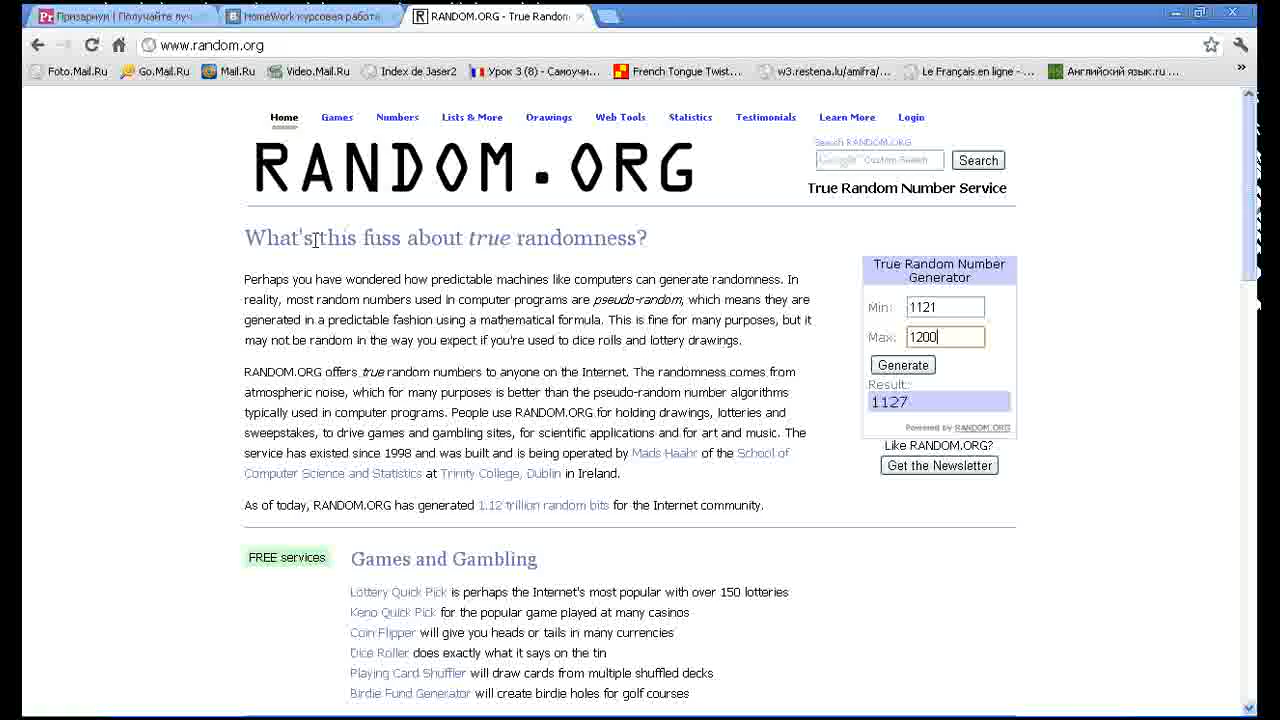 Призариум | Получайте луч
HomeWork курсовая работа
RANDOM.ORG - True Random
www.random.org
Foto.Mail.Ru
Go.Mail.Ru
Mail.Ru
Video.Mail.Ru
Index de Jaser2
Урок 3 (8) - Самоучи...
French Tongue Twist...
w3.restena.lu/amifra/...
Le Français en ligne - ...
Английский язык.ru ...
Home
Games
Numbers
Lists & More
Drawings
Web Tools
Statistics
Testimonials
Learn More
Login
RANDOM.ORG
Search RANDOM.ORG
Google Custom Search
Search
True Random Number Service
What's this fuss about true randomness?
Perhaps you have wondered how predictable machines like computers can generate randomness. In
reality, most random numbers used in computer programs are pseudo-random, which means they are
generated in a predictable fashion using a mathematical formula. This is fine for many purposes, but it
may not be random in the way you expect if you're used to dice rolls and lottery drawings.
RANDOM.ORG offers true random numbers to anyone on the Internet. The randomness comes from
atmospheric noise, which for many purposes is better than the pseudo-random number algorithms
typically used in computer programs. People use RANDOM.ORG for holding drawings, lotteries and
sweepstakes, to drive games and gambling sites, for scientific applications and for art and music. The
service has existed since 1998 and was built and is being operated by Mads Haahr of the School of
Computer Science and Statistics at Trinity College, Dublin in Ireland.
As of today, RANDOM.ORG has generated 1.12 trillion random bits for the Internet community.
True Random Number
Generator
Min: 1121
Max: 1200
Generate
Result:
1127
Powered by RANDOM.ORG
Like RANDOM.ORG?
Get the Newsletter
FREE services
Games and Gambling
Lottery Quick Pick is perhaps the Internet's most popular with over 150 lotteries
Keno Quick Pick for the popular game played at many casinos
Coin Flipper will give you heads or tails in many currencies
Dice Roller does exactly what it says on the tin
Playing Card Shuffler will draw cards from multiple shuffled decks
Birdie Fund Generator will create birdie holes for golf courses